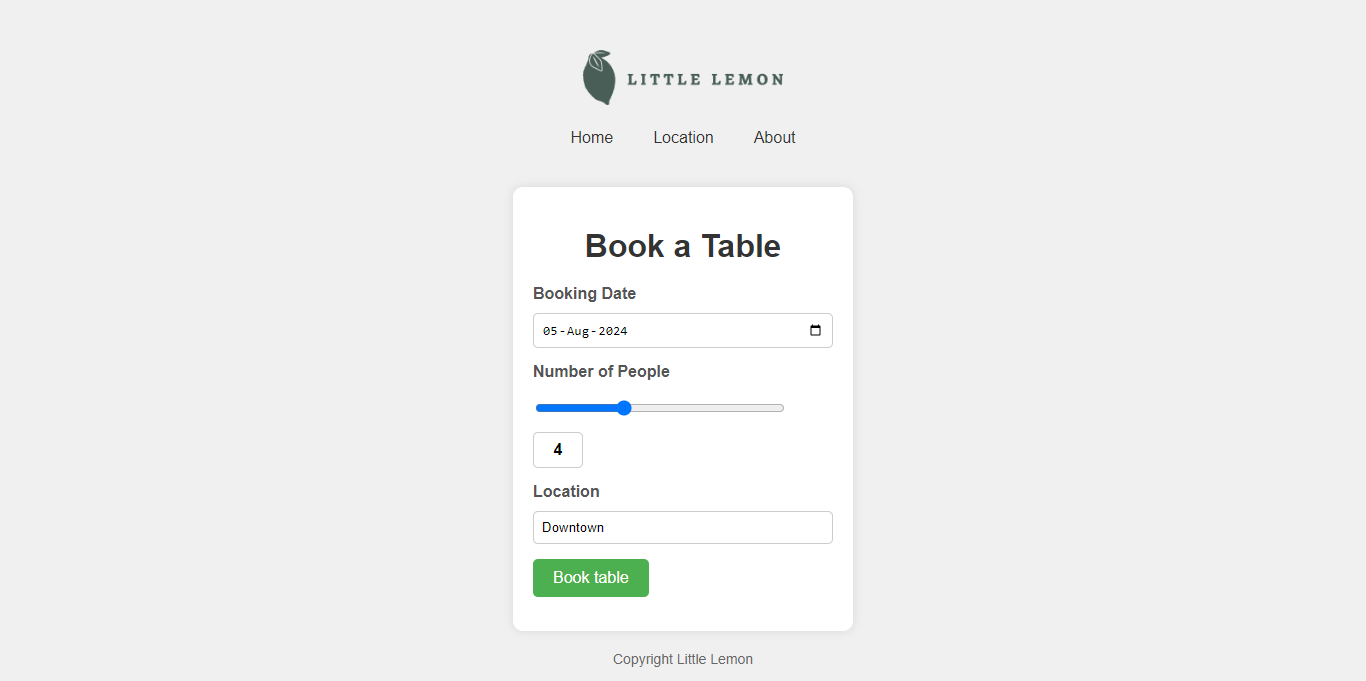 LITTLE LEMON
Home Location About
Book a Table
Booking Date
05-Aug-2024
Number of People
4
Location
Downtown
Book table
Copyright Little Lemon